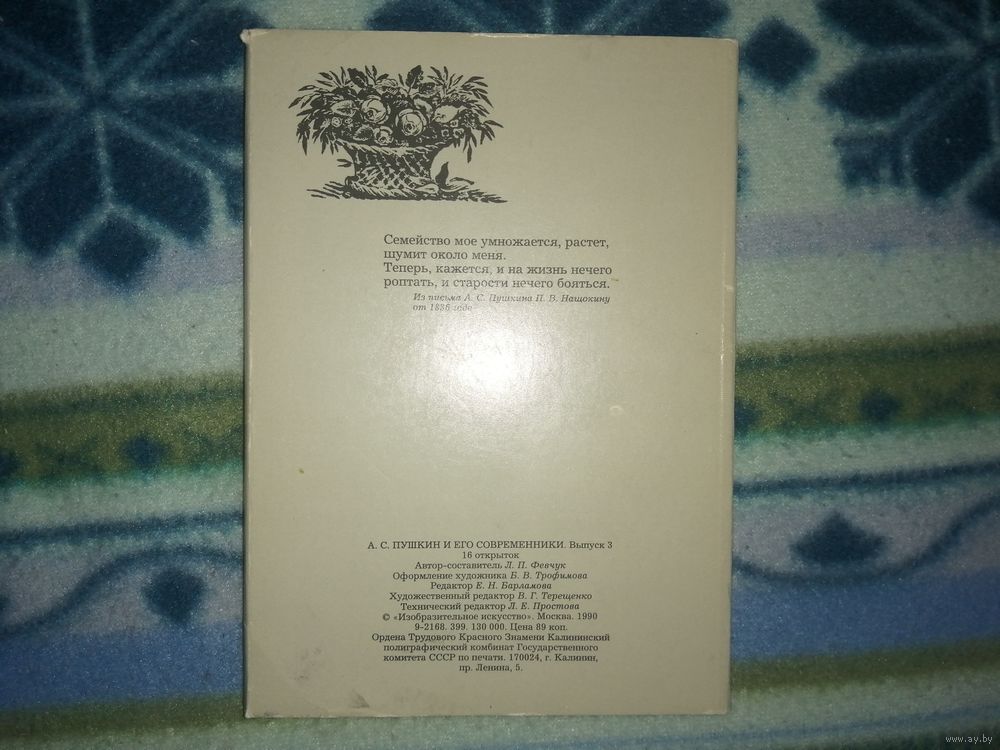 Семейство мое умножается, растет,
шумит около меня.
Теперь, кажется, и на жизнь нечего
роптать, и старости нечего бояться.
Из письма А. С. Пушкина П. В. Нащокину
от 1836 года
А. С. ПУШКИН И ЕГО СОВРЕМЕННИКИ. Выпуск 3
16 открыток
Автор-составитель Л. П. Февчук
Оформление художника Б. В. Трофимова
Редактор Е. Н. Барламова
Художественный редактор В. Г. Терещенко
Технический редактор Л. Е. Простова
© «Изобразительное искусство». Москва. 1990
9-2168. 399. 130 000. Цена 89 коп.
Ордена Трудового Красного Знамени Калининский
полиграфический комбинат Государственного
комитета СССР по печати. 170024, г. Калинин,
пр. Ленина, 5.
www.ay.by